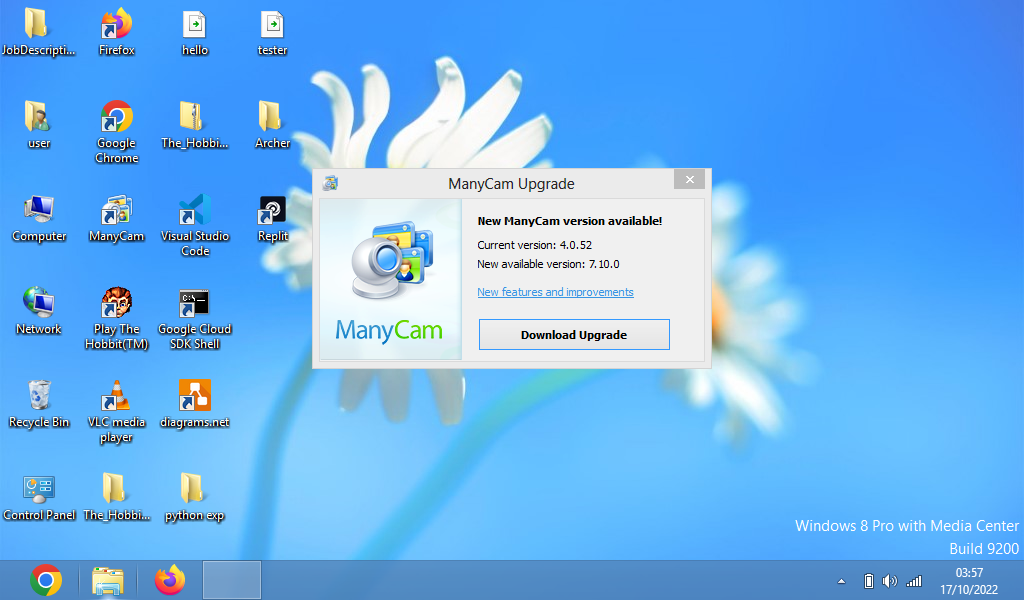 JobDescripti...
Firefox
hello
tester
user
Google
Chrome
The_Hobbi...
Archer
Computer
ManyCam
Visual Studio
Code
Replit
Network
Play The
Hobbit(TM)
Google Cloud
SDK Shell
Recycle Bin
VLC media
player
diagrams.net
Control Panel
The_Hobbi...
python exp
ManyCam Upgrade
ManyCam
New ManyCam version available!
Current version: 4.0.52
New available version: 7.10.0
New features and improvements
Download Upgrade
Windows 8 Pro with Media Center
Build 9200
03:57
17/10/2022